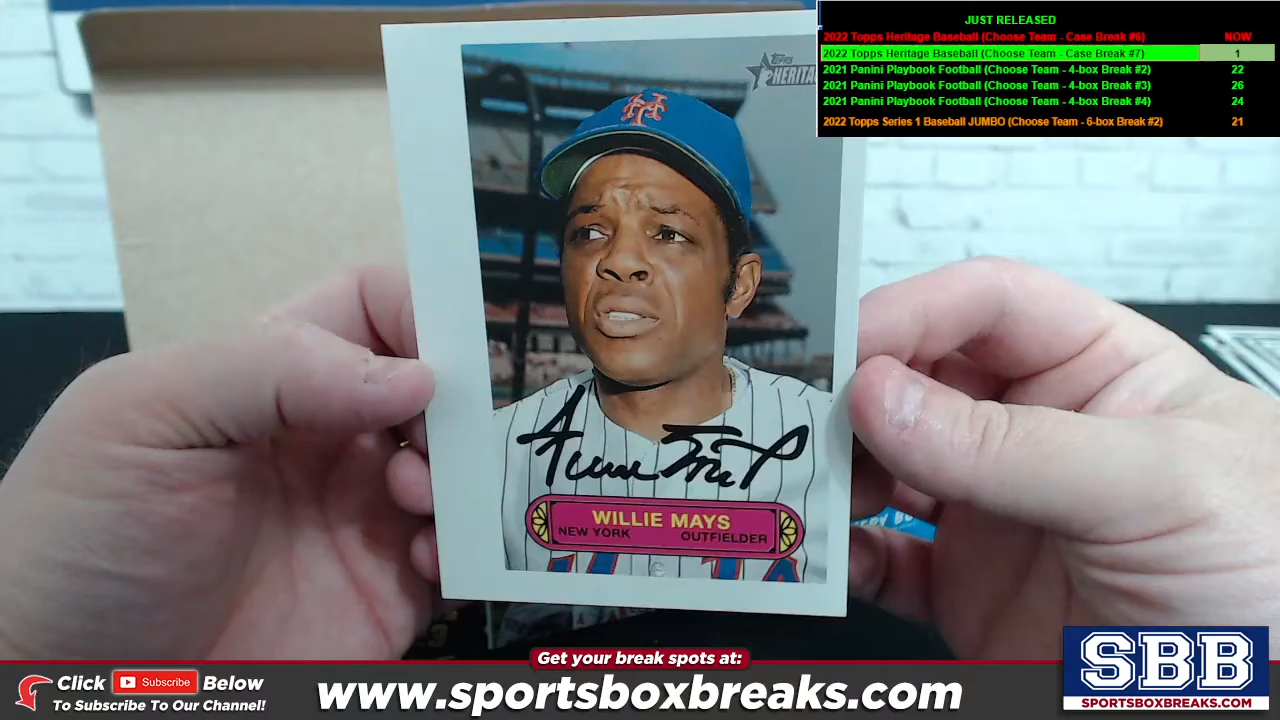 JUST RELEASED
2022 Topps Heritage Baseball (Choose Team - Case Break #6) NOW
2022 Topps Heritage Baseball (Choose Team - Case Break #7) 1
2021 Panini Playbook Football (Choose Team - 4-box Break #2) 22
2021 Panini Playbook Football (Choose Team - 4-box Break #3) 26
2021 Panini Playbook Football (Choose Team - 4-box Break #4) 24
2022 Topps Series 1 Baseball JUMBO (Choose Team - 6-box Break #2) 21
TOPPS
NY
Willie Mays
WILLIE MAYS
NEW YORK OUTFIELDER
Get your break spots at:
Click Subscribe Below
To Subscribe To Our Channel!
www.sportsboxbreaks.com
SBB
SPORTSBOXBREAKS.COM